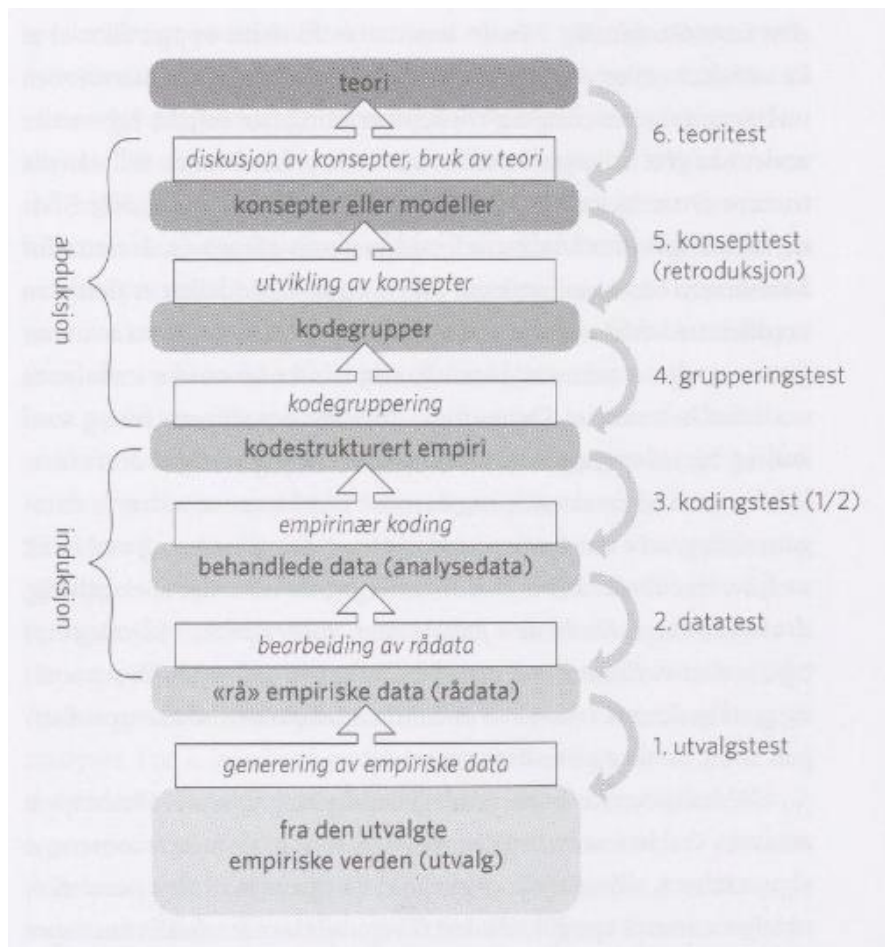 teori
6. teoritest
diskusjon av konsepter, bruk av teori
konsepter eller modeller
5. konsepttest
(retroduksjon)
utvikling av konsepter
kodegrupper
4. grupperingstest
kodegruppering
kodestrukturert empiri
3. kodingstest (1/2)
empirinær koding
behandlede data (analysedata)
2. datatest
bearbeiding av rådata
«rå» empiriske data (rådata)
1. utvalgstest
generering av empiriske data
fra den utvalgte
empiriske verden (utvalg)
abduksjon
induksjon